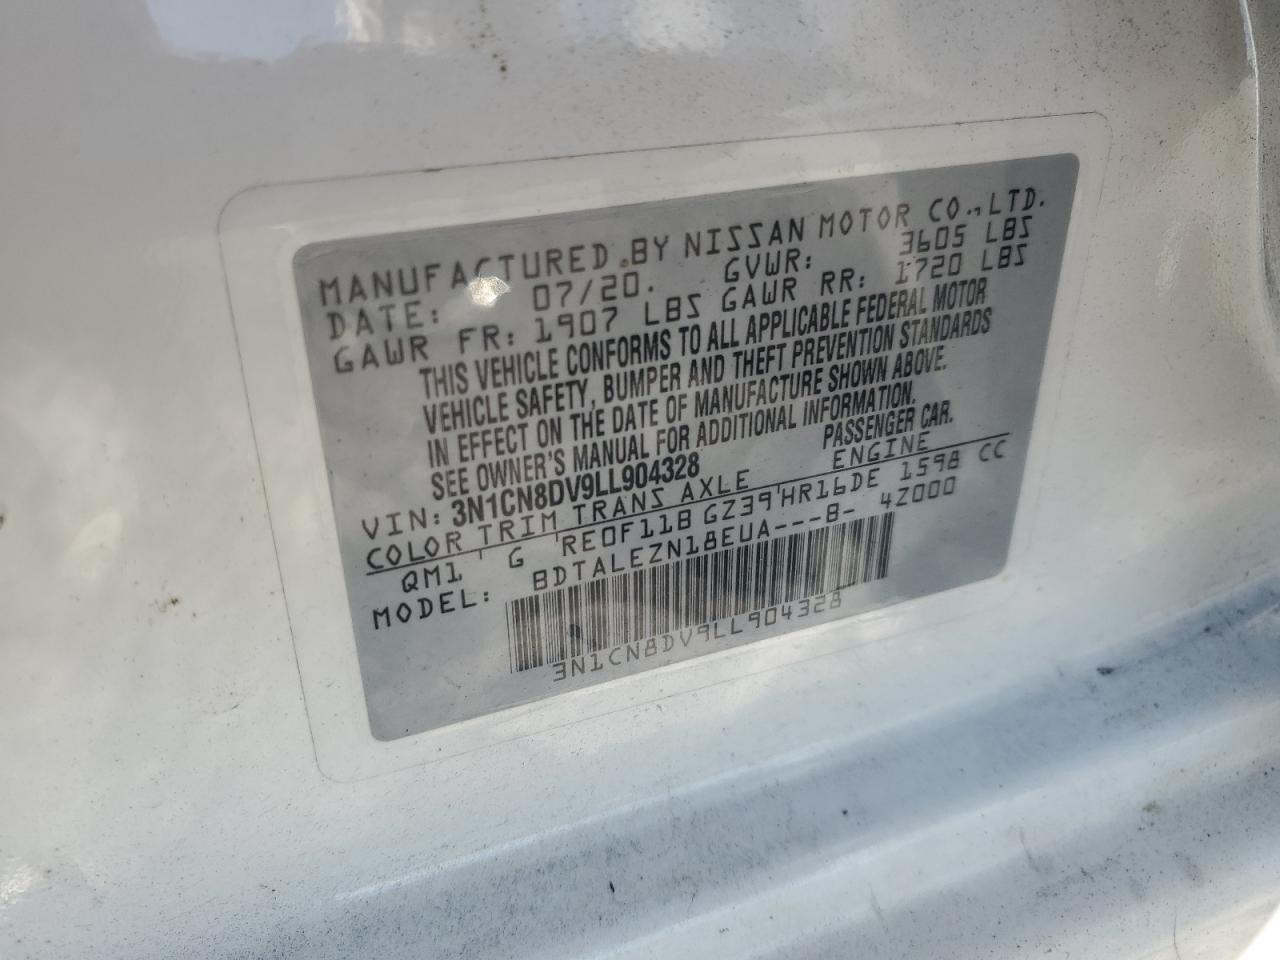 MANUFACTURED BY NISSAN MOTOR CO., LTD.
DATE: 07/20. GVWR: 3605 LBS
GAWR FR: 1907 LBS GAWR RR: 1720 LBS
THIS VEHICLE CONFORMS TO ALL APPLICABLE FEDERAL MOTOR
VEHICLE SAFETY, BUMPER AND THEFT PREVENTION STANDARDS
IN EFFECT ON THE DATE OF MANUFACTURE SHOWN ABOVE.
SEE OWNER'S MANUAL FOR ADDITIONAL INFORMATION.
VIN: 3N1CN8DV9LL904328 PASSENGER CAR.
COLOR TRIM TRANS AXLE ENGINE
QM1 G RE0F11B GZ39 HR16DE 1598 CC
MODEL: BDTALEZN18EUA---B- 4Z000
3N1CN8DV9LL904328